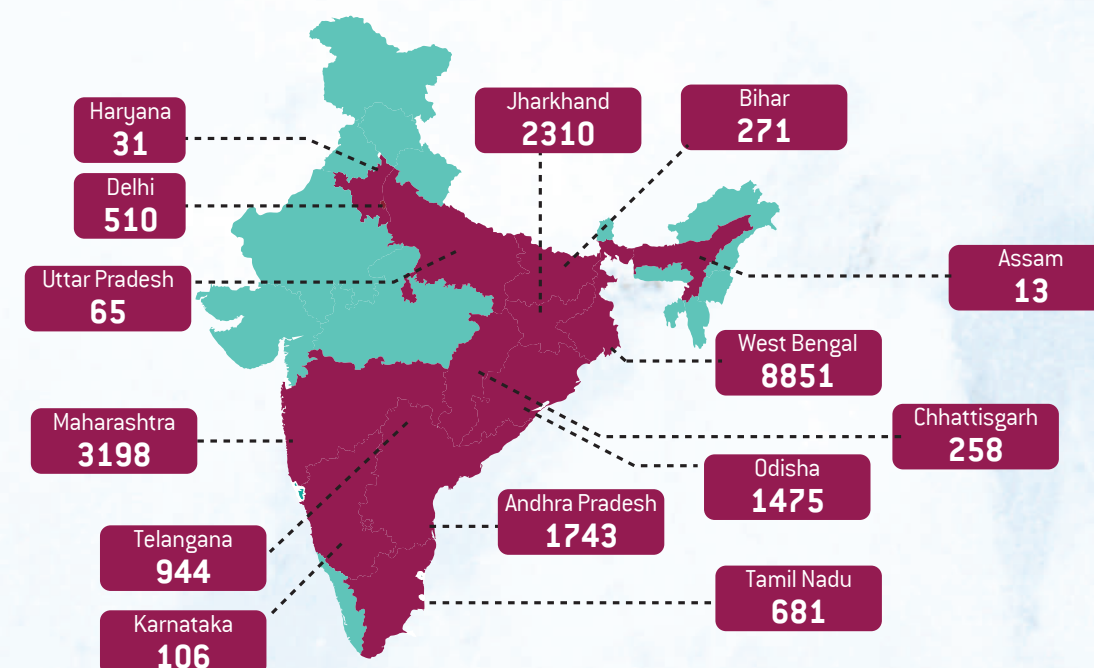 Haryana
31
Jharkhand
2310
Bihar
271
Delhi
510
Uttar Pradesh
65
Assam
13
West Bengal
8851
Maharashtra
3198
Chhattisgarh
258
Odisha
1475
Andhra Pradesh
1743
Telangana
944
Tamil Nadu
681
Karnataka
106